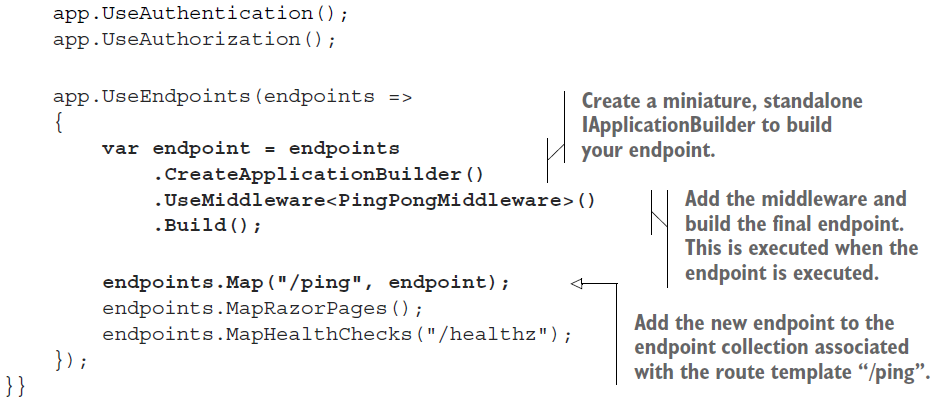 app.UseAuthentication();
app.UseAuthorization();
app.UseEndpoints(endpoints =>
{
var endpoint = endpoints
.CreateApplicationBuilder()
.UseMiddleware<PingPongMiddleware>()
.Build();
endpoints.Map("/ping", endpoint);
endpoints.MapRazorPages();
endpoints.MapHealthChecks("/healthz");
});
}}
Create a miniature, standalone
IApplicationBuilder to build
your endpoint.
Add the middleware and
build the final endpoint.
This is executed when the
endpoint is executed.
Add the new endpoint to the
endpoint collection associated
with the route template “/ping”.